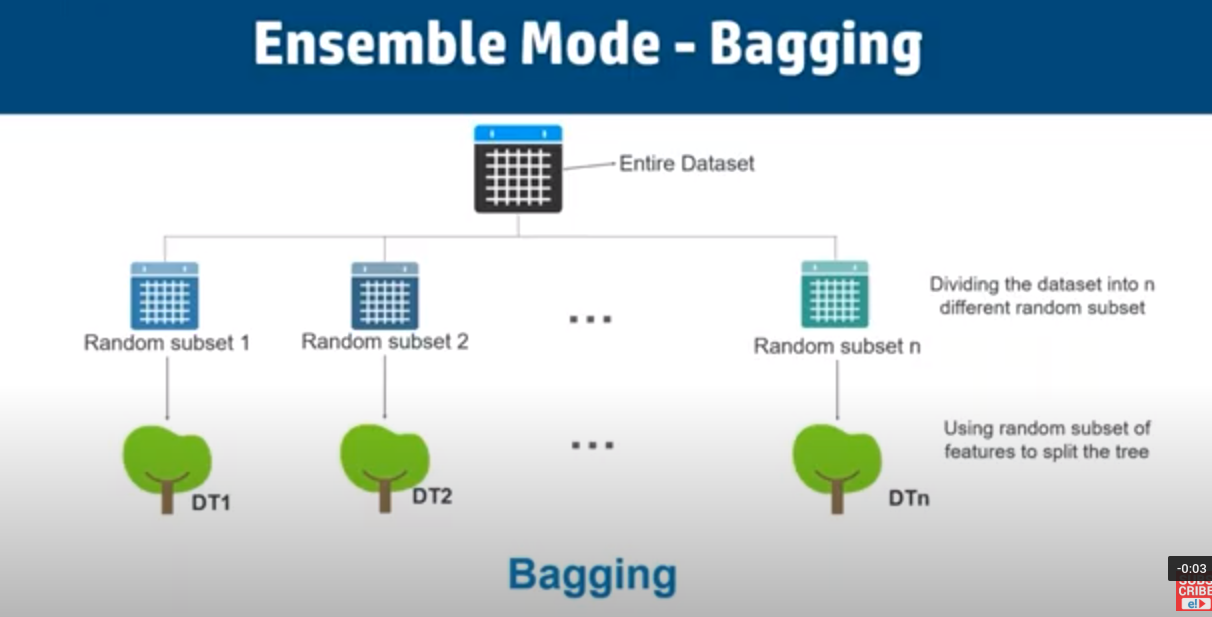 Ensemble Mode - Bagging
Entire Dataset
Random subset 1
Random subset 2
...
Random subset n
Dividing the dataset into n
different random subset
DT1
DT2
...
DTn
Using random subset of
features to split the tree
Bagging
-0:03
SUBS
CRIBE
e!